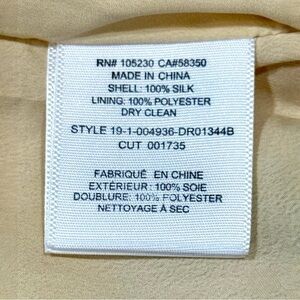 RN# 105230 CA#58350
MADE IN CHINA
SHELL: 100% SILK
LINING: 100% POLYESTER
DRY CLEAN
STYLE 19-1-004936-DR01344B
CUT 001735
FABRIQUÉ EN CHINE
EXTÉRIEUR: 100% SOIE
DOUBLURE: 100% POLYESTER
NETTOYAGE À SEC